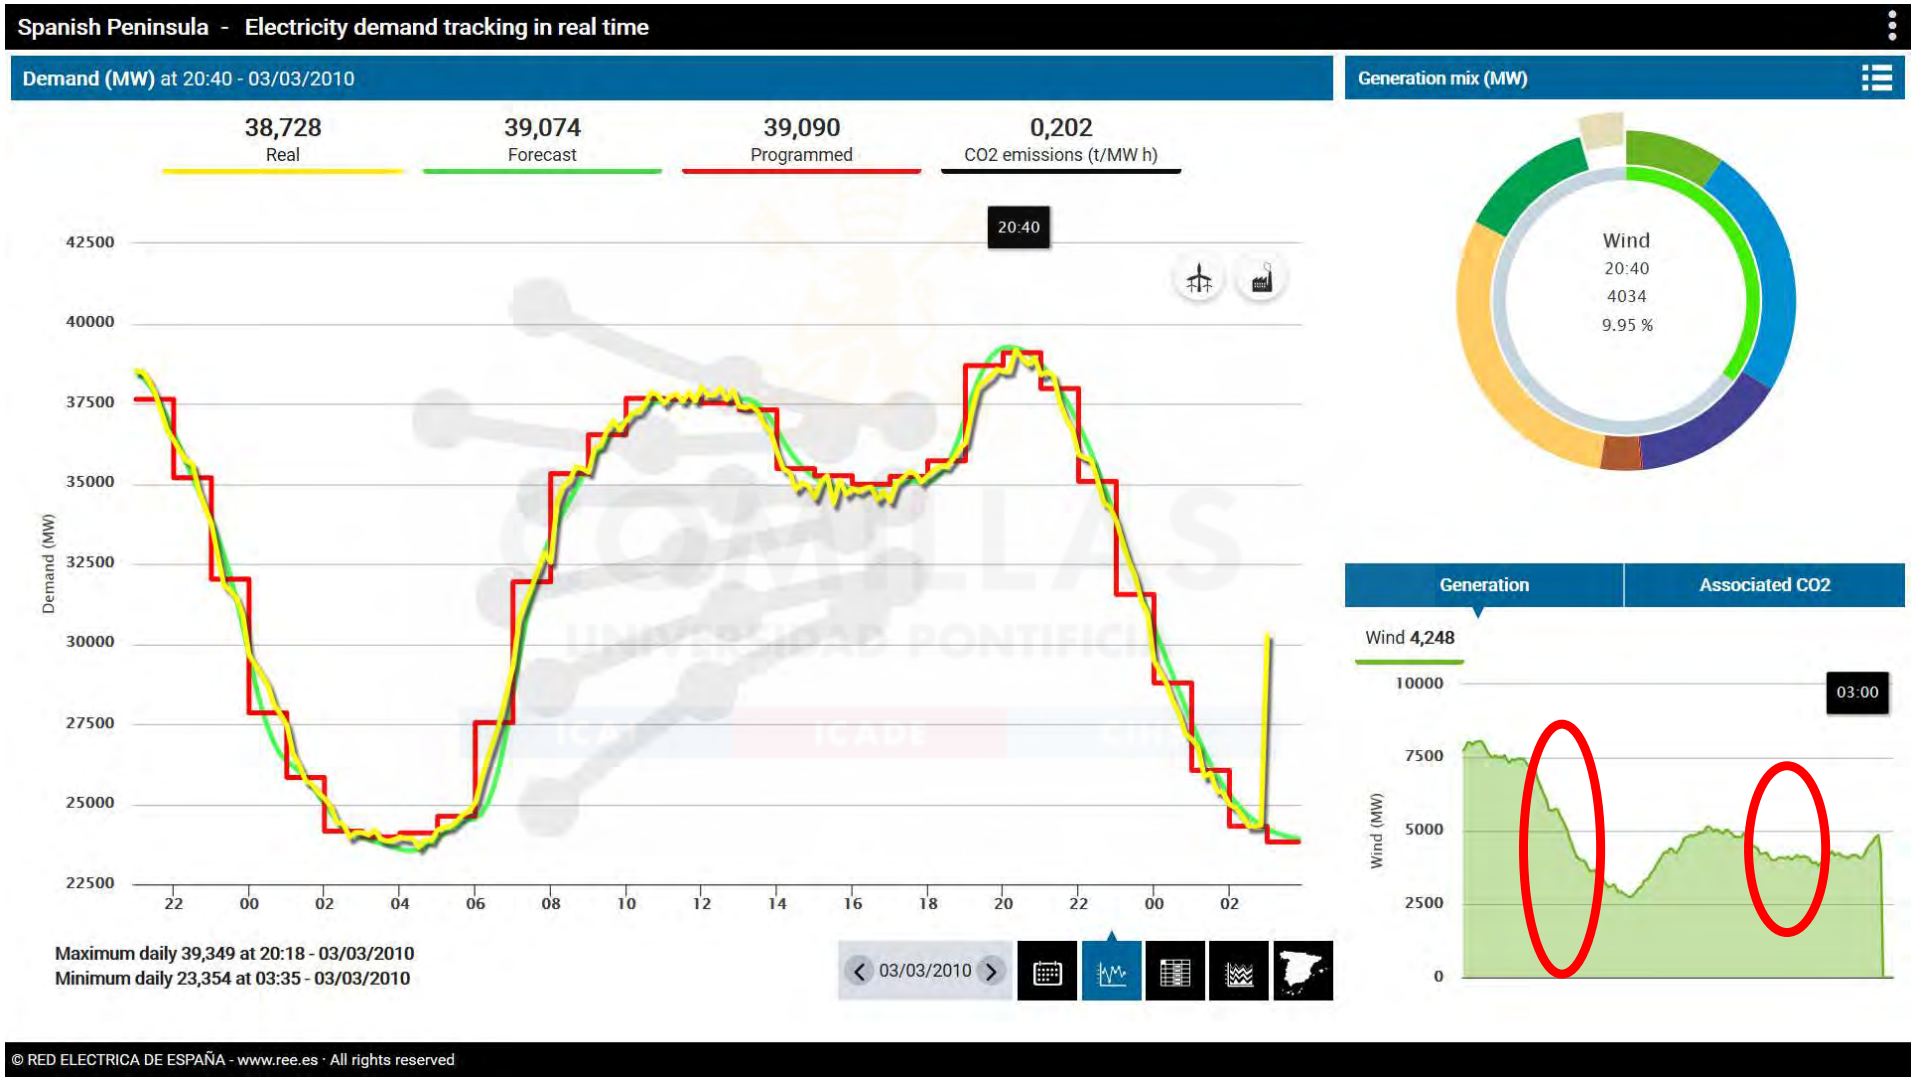 Spanish Peninsula - Electricity demand tracking in real time
Demand (MW) at 20:40 - 03/03/2010
38,728
Real
39,074
Forecast
39,090
Programmed
0,202
CO2 emissions (t/MW h)
20:40
42500
40000
37500
35000
32500
30000
27500
25000
22500
Demand (MW)
22 00 02 04 06 08 10 12 14 16 18 20 22 00 02
COMILLAS
UNIVERSIDAD PONTIFICIA
ICAI ICADE
Maximum daily 39,349 at 20:18 - 03/03/2010
Minimum daily 23,354 at 03:35 - 03/03/2010
03/03/2010
Generation mix (MW)
Wind
20:40
4034
9.95 %
Generation
Associated CO2
Wind 4,248
03:00
10000
7500
5000
2500
0
Wind (MW)
© RED ELECTRICA DE ESPAÑA - www.ree.es · All rights reserved